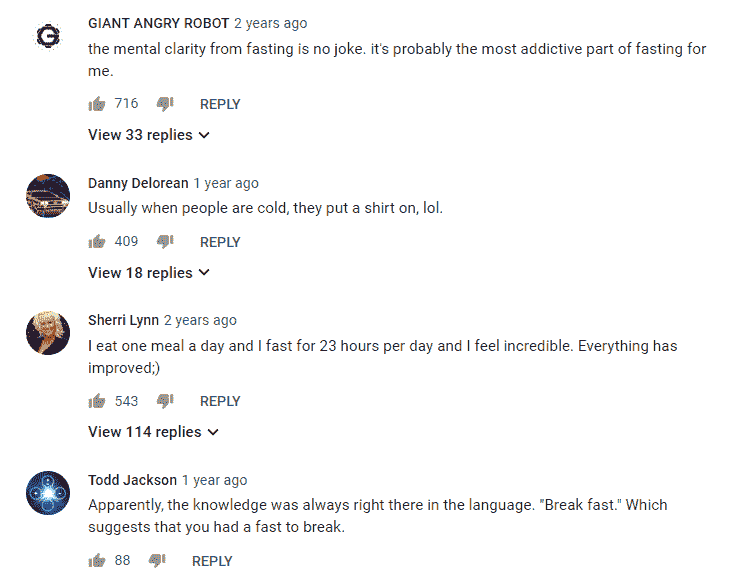 GIANT ANGRY ROBOT 2 years ago
the mental clarity from fasting is no joke. it's probably the most addictive part of fasting for
me.
716 REPLY
View 33 replies
Danny Delorean 1 year ago
Usually when people are cold, they put a shirt on, lol.
409 REPLY
View 18 replies
Sherri Lynn 2 years ago
I eat one meal a day and I fast for 23 hours per day and I feel incredible. Everything has
improved;)
543 REPLY
View 114 replies
Todd Jackson 1 year ago
Apparently, the knowledge was always right there in the language. "Break fast." Which
suggests that you had a fast to break.
88 REPLY